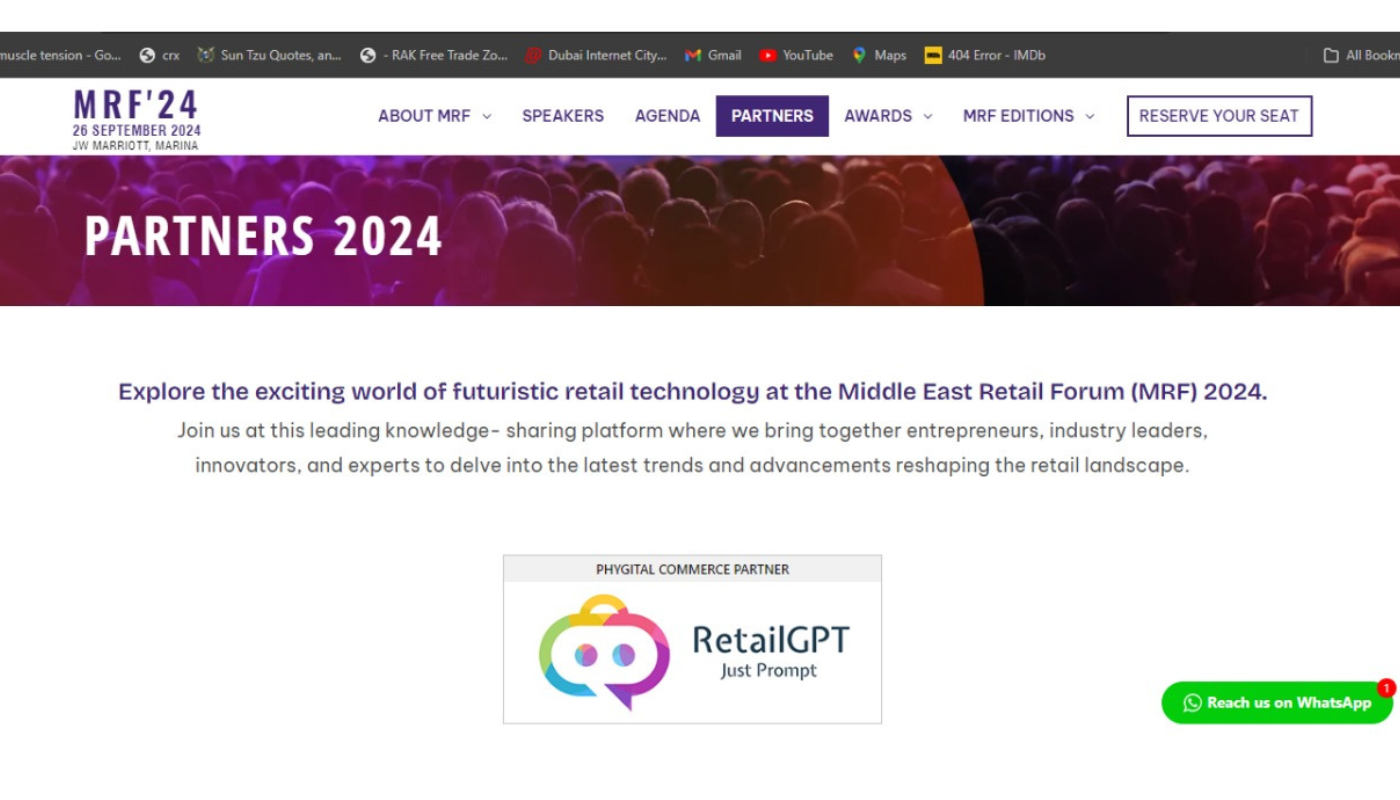 muscle tension - Go...
crx
Sun Tzu Quotes, an...
- RAK Free Trade Zo...
Dubai Internet City...
Gmail
YouTube
Maps
404 Error - IMDb
All Bookm
MRF'24
26 SEPTEMBER 2024
JW MARRIOTT, MARINA
ABOUT MRF
SPEAKERS
AGENDA
PARTNERS
AWARDS
MRF EDITIONS
RESERVE YOUR SEAT
PARTNERS 2024
Explore the exciting world of futuristic retail technology at the Middle East Retail Forum (MRF) 2024.
Join us at this leading knowledge- sharing platform where we bring together entrepreneurs, industry leaders,
innovators, and experts to delve into the latest trends and advancements reshaping the retail landscape.
PHYGITAL COMMERCE PARTNER
RetailGPT
Just Prompt
1
Reach us on WhatsApp